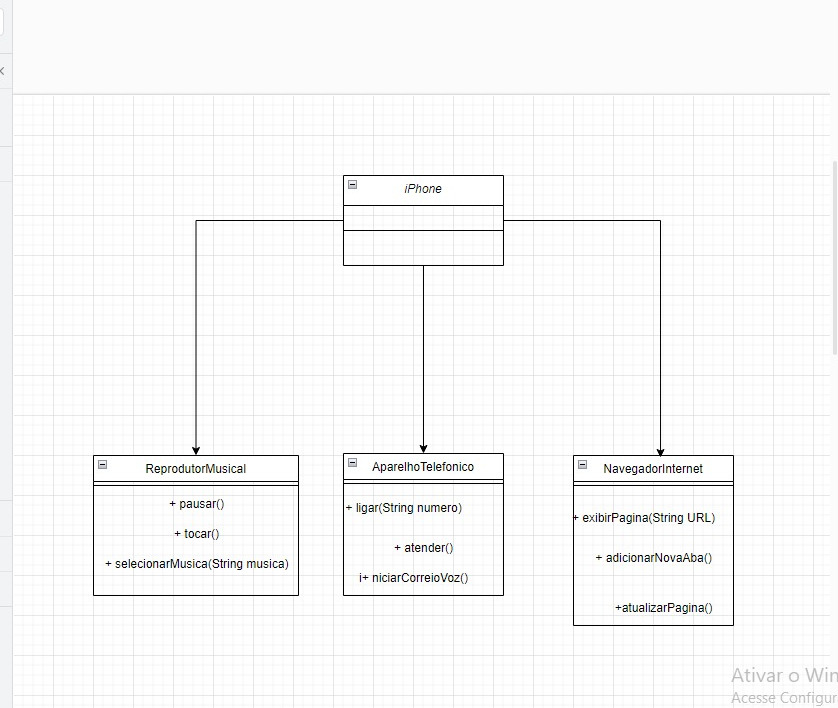 iPhone
ReprodutorMusical
+ pausar()
+ tocar()
+ selecionarMusica(String musica)
AparelhoTelefonico
+ ligar(String numero)
+ atender()
i+ niciarCorreioVoz()
NavegadorInternet
+ exibirPagina(String URL)
+ adicionarNovaAba()
+atualizarPagina()
Ativar o Win
Acesse Configur